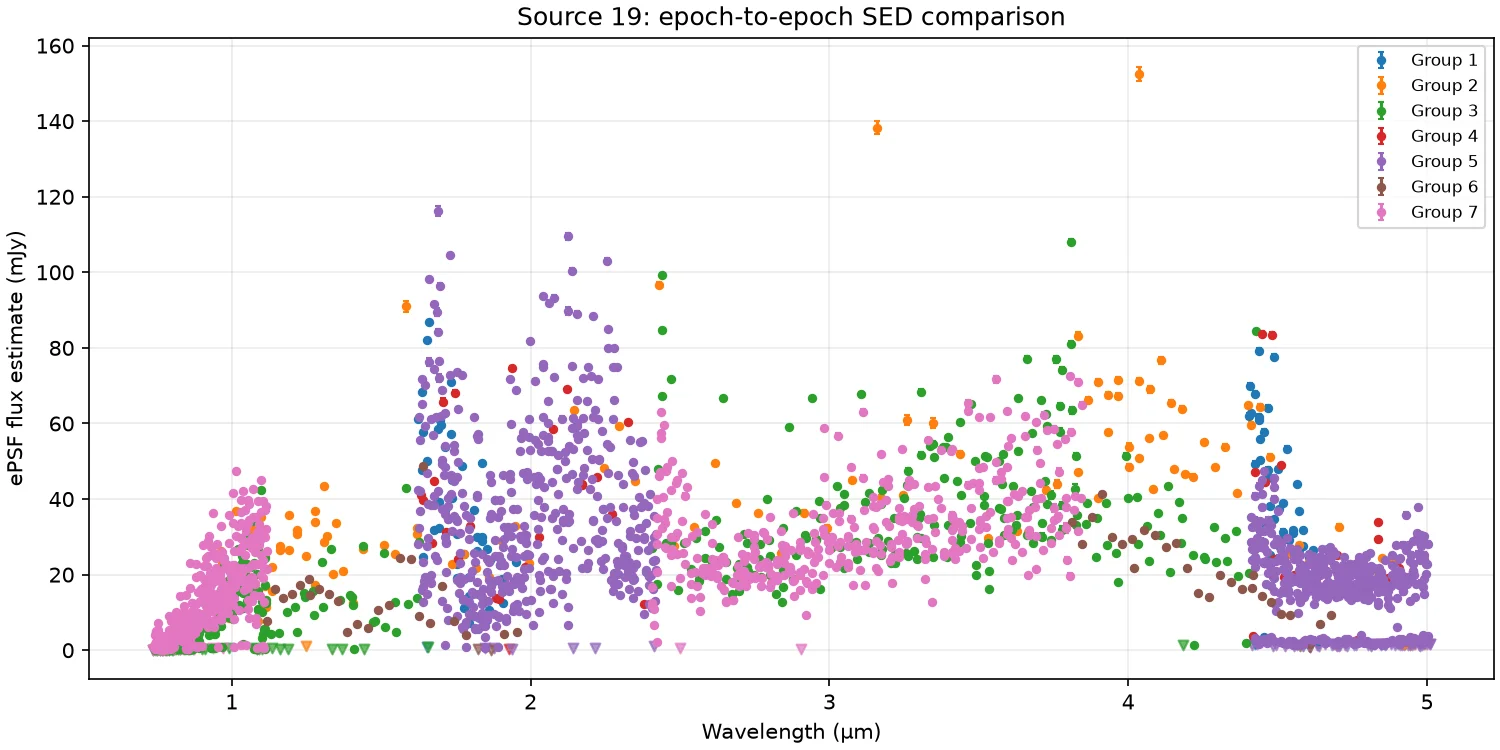 Source 19: epoch-to-epoch SED comparison
160
140
120
100
80
60
40
20
0
ePSF flux estimate (mJy)
Group 1
Group 2
Group 3
Group 4
Group 5
Group 6
Group 7
1 2 3 4 5
Wavelength (μm)